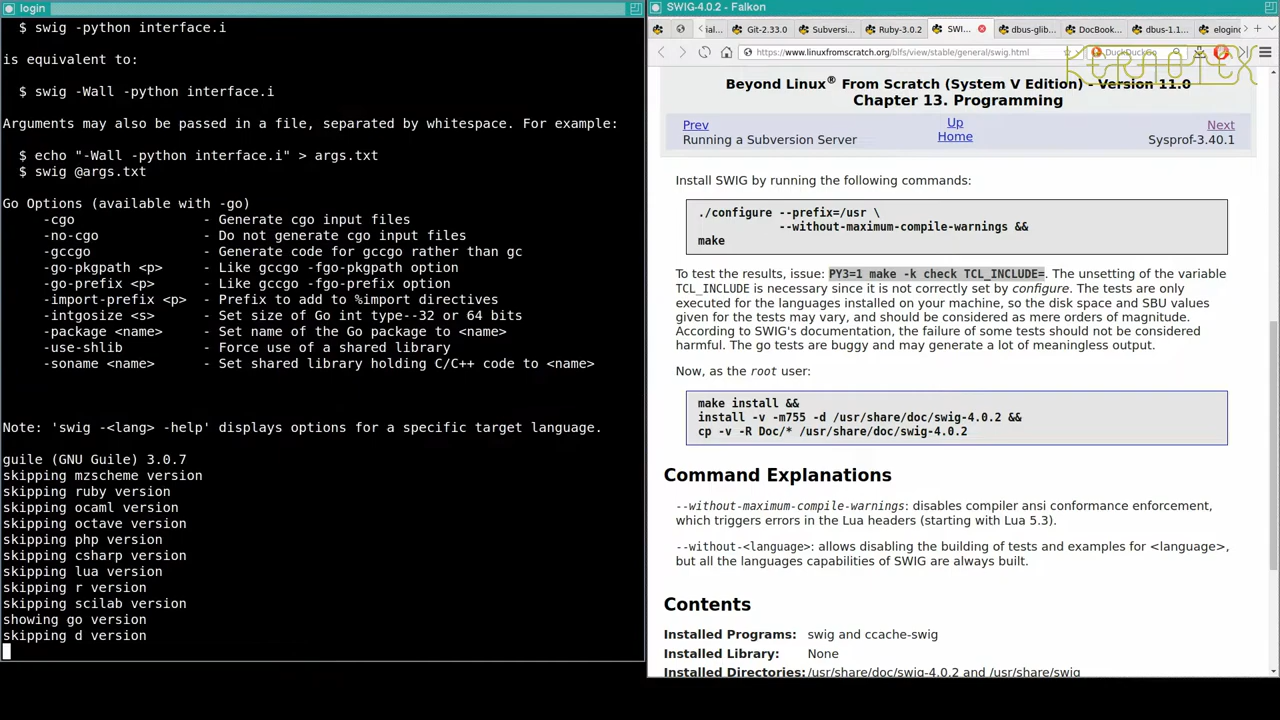 login
$ swig -python interface.i
is equivalent to:
$ swig -Wall -python interface.i
Arguments may also be passed in a file, separated by whitespace. For example:
$ echo "-Wall -python interface.i" > args.txt
$ swig @args.txt
Go Options (available with -go)
-cgo - Generate cgo input files
-no-cgo - Do not generate cgo input files
-gccgo - Generate code for gccgo rather than gc
-go-pkgpath <p> - Like gccgo -fgo-pkgpath option
-go-prefix <p> - Like gccgo -fgo-prefix option
-import-prefix <p> - Prefix to add to %import directives
-intgosize <s> - Set size of Go int type--32 or 64 bits
-package <name> - Set name of the Go package to <name>
-use-shlib - Force use of a shared library
-soname <name> - Set shared library holding C/C++ code to <name>
Note: 'swig -<lang> -help' displays options for a specific target language.
guile (GNU Guile) 3.0.7
skipping mzscheme version
skipping ruby version
skipping ocaml version
skipping octave version
skipping php version
skipping csharp version
skipping lua version
skipping r version
skipping scilab version
showing go version
skipping d version
SWIG-4.0.2 - Falkon
ial... Git-2.33.0 Subversi... Ruby-3.0.2 SWI... dbus-glib... DocBook... dbus-1.1... eloginc
https://www.linuxfromscratch.org/blfs/view/stable/general/swig.html DuckDuckGo
KERAOTEX
Beyond Linux® From Scratch (System V Edition) - Version 11.0
Chapter 13. Programming
Prev Up Next
Running a Subversion Server Home Sysprof-3.40.1
Install SWIG by running the following commands:
./configure --prefix=/usr \
--without-maximum-compile-warnings &&
make
To test the results, issue: PY3=1 make -k check TCL_INCLUDE=. The unsetting of the variable
TCL_INCLUDE is necessary since it is not correctly set by configure. The tests are only
executed for the languages installed on your machine, so the disk space and SBU values
given for the tests may vary, and should be considered as mere orders of magnitude.
According to SWIG's documentation, the failure of some tests should not be considered
harmful. The go tests are buggy and may generate a lot of meaningless output.
Now, as the root user:
make install &&
install -v -m755 -d /usr/share/doc/swig-4.0.2 &&
cp -v -R Doc/* /usr/share/doc/swig-4.0.2
Command Explanations
--without-maximum-compile-warnings: disables compiler ansi conformance enforcement,
which triggers errors in the Lua headers (starting with Lua 5.3).
--without-<language>: allows disabling the building of tests and examples for <language>,
but all the languages capabilities of SWIG are always built.
Contents
Installed Programs: swig and ccache-swig
Installed Library: None
Installed Directories: /usr/share/doc/swig-4.0.2 and /usr/share/swig